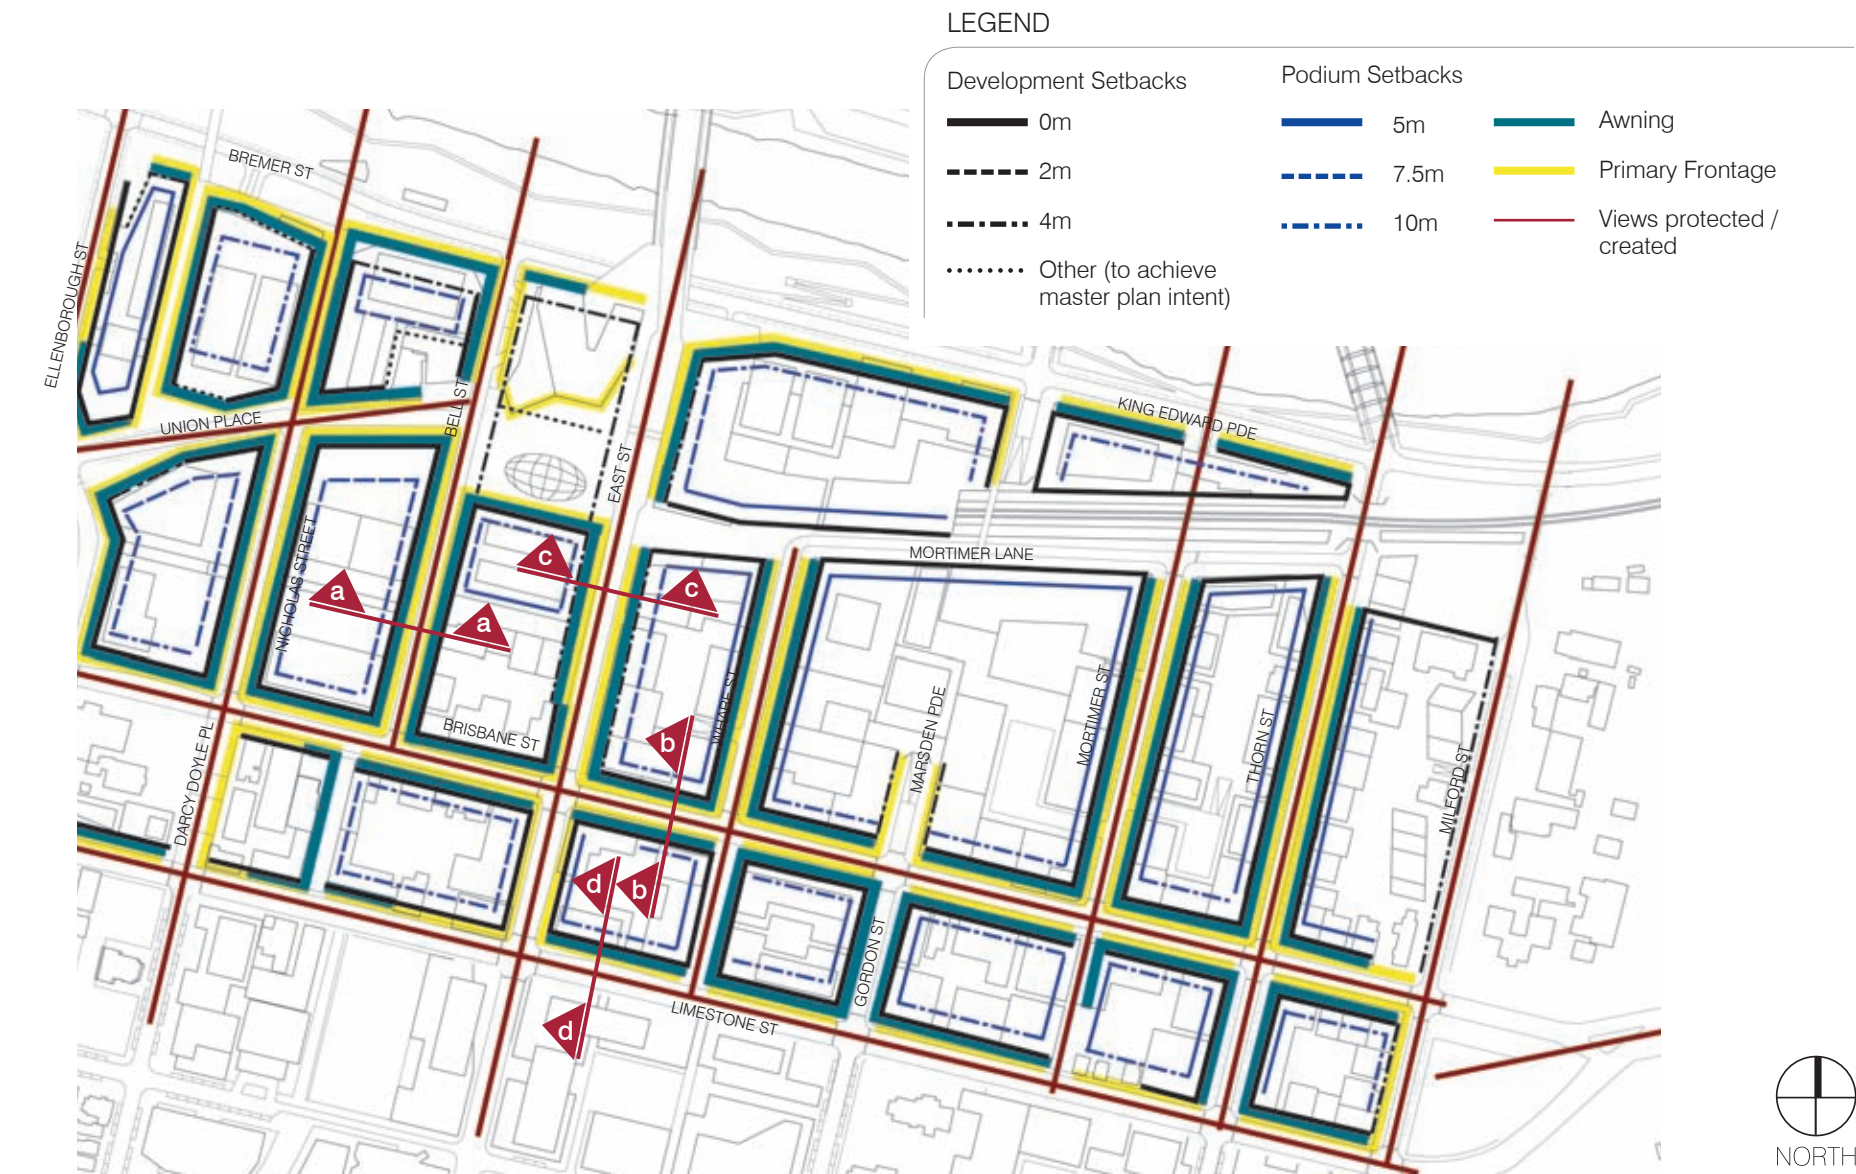 LEGEND
Development Setbacks
0m
2m
4m
Other (to achieve
master plan intent)
Podium Setbacks
5m
7.5m
10m
Awning
Primary Frontage
Views protected /
created
BREMER ST
ELLENBOROUGH ST
UNION PLACE
BELL ST
EAST ST
KING EDWARD PDE
NICHOLAS STREET
MORTIMER LANE
c
c
a
a
BRISBANE ST
WHARF ST
b
MARSDEN PDE
MORTIMER ST
THORN ST
MILFORD ST
DARCY DOYLE PL
d
b
GORDON ST
LIMESTONE ST
d
NORTH